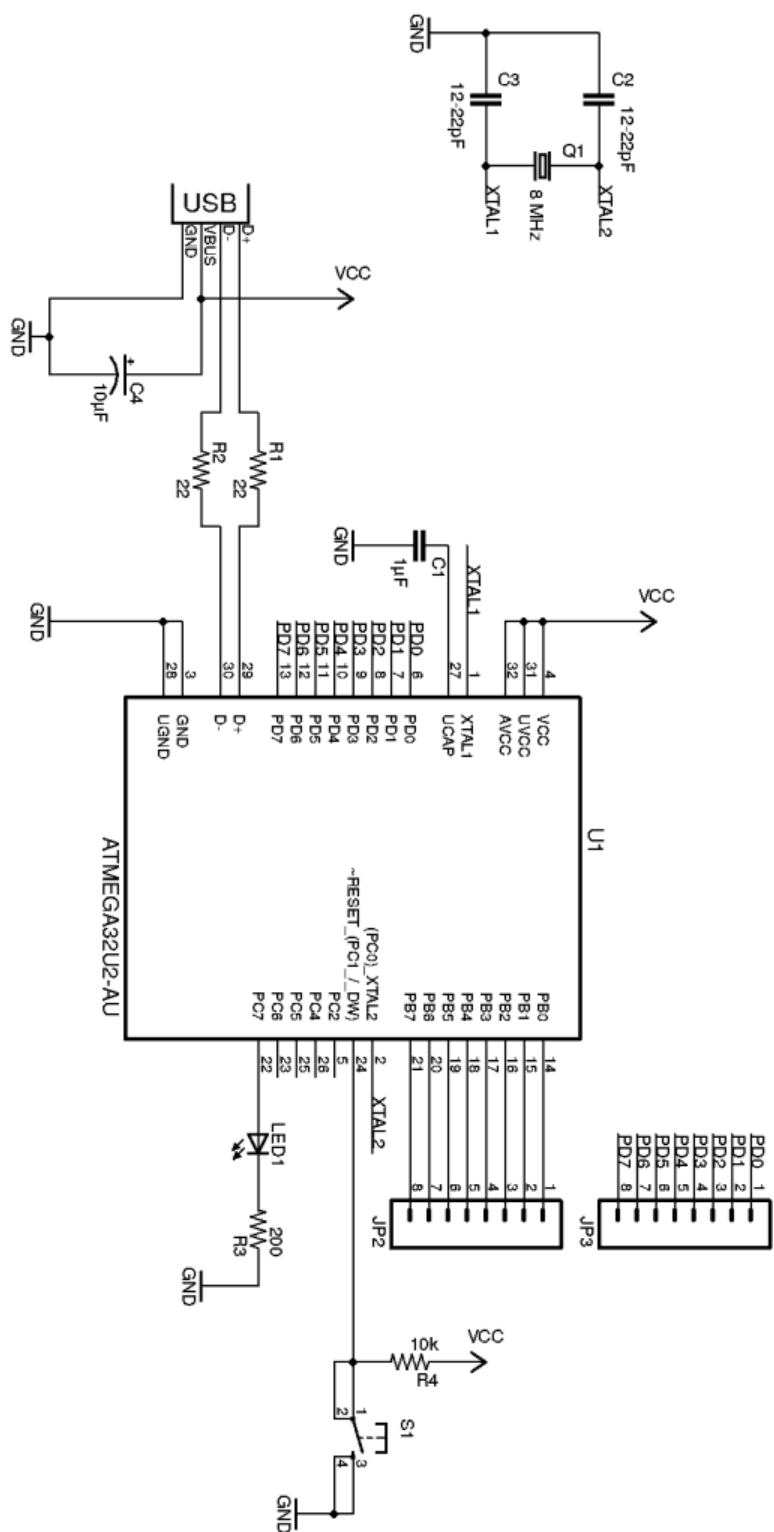 GND
C3
12-22pF
C2
12-22pF
Q1
8 MHz
XTAL1
XTAL2
USB
GND
VBUS
D-
D+
VCC
GND
C4
10µF
+
R2
22
R1
22
GND
C1
1µF
XTAL1
VCC
GND
PD7
PD6
PD5
PD4
PD3
PD2
PD1
PD0
28
3
30
29
13
12
11
10
9
8
7
6
27
1
32
31
4
UGND
GND
D-
D+
PD7
PD6
PD5
PD4
PD3
PD2
PD1
PD0
UCAP
XTAL1
AVCC
UVCC
VCC
U1
ATMEGA32U2-AU
PC7
PC6
PC5
PC4
PC2
~RESET_(PC1_/_DW)
(PC0)_XTAL2
PB7
PB6
PB5
PB4
PB3
PB2
PB1
PB0
22
23
25
26
5
24
2
21
20
19
18
17
16
15
14
XTAL2
LED1
R3
200
GND
8
7
6
5
4
3
2
1
JP2
PD7
PD6
PD5
PD4
PD3
PD2
PD1
PD0
8
7
6
5
4
3
2
1
JP3
10k
R4
VCC
2
1
S1
4
3
GND